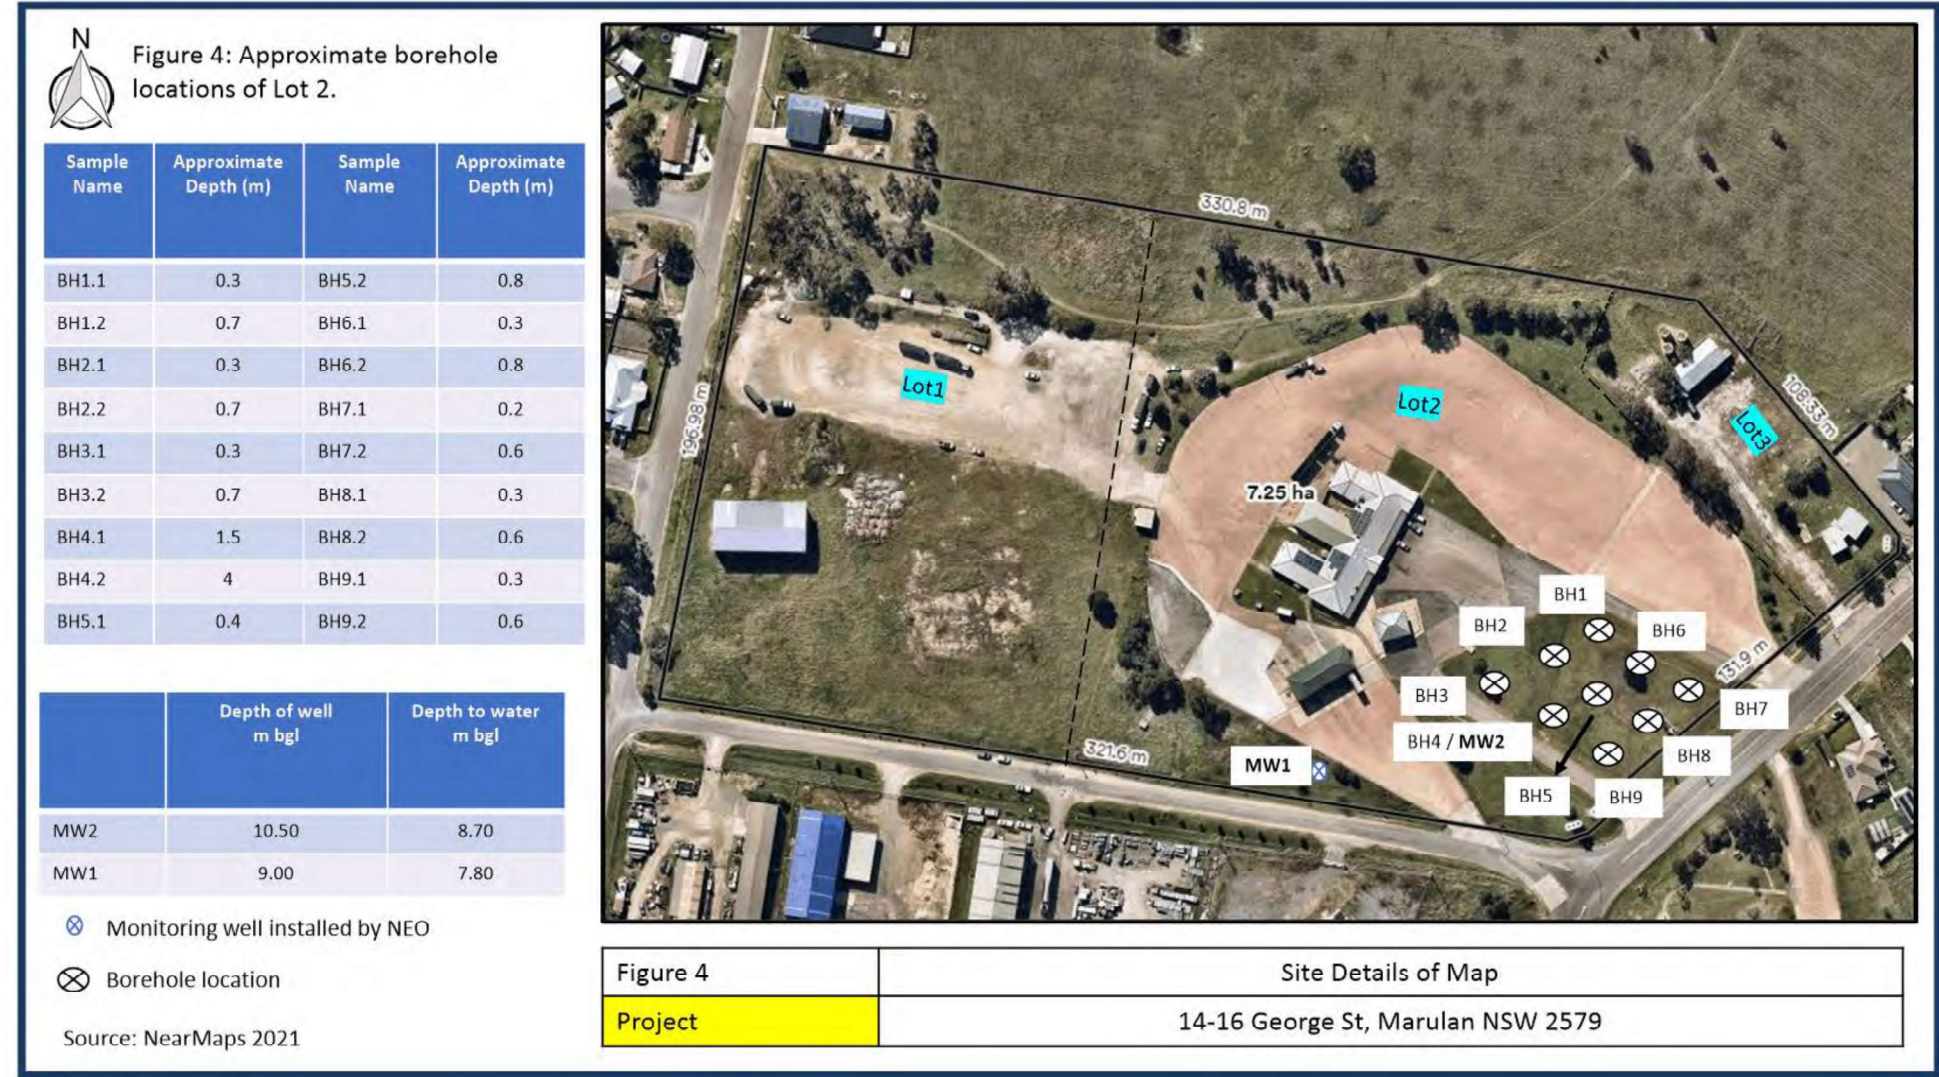 N
Figure 4: Approximate borehole
locations of Lot 2.
Sample Name Approximate Depth (m) Sample Name Approximate Depth (m)
BH1.1 0.3 BH5.2 0.8
BH1.2 0.7 BH6.1 0.3
BH2.1 0.3 BH6.2 0.8
BH2.2 0.7 BH7.1 0.2
BH3.1 0.3 BH7.2 0.6
BH3.2 0.7 BH8.1 0.3
BH4.1 1.5 BH8.2 0.6
BH4.2 4 BH9.1 0.3
BH5.1 0.4 BH9.2 0.6
Depth of well m bgl Depth to water m bgl
MW2 10.50 8.70
MW1 9.00 7.80
Monitoring well installed by NEO
Borehole location
Source: NearMaps 2021
330.8 m
196.98 m
Lot1
Lot2
Lot3
108.33 m
7.25 ha
BH1
BH2
BH6
131.9 m
BH3
BH7
BH4 / MW2
321.6 m
MW1
BH8
BH5
BH9
Figure 4 Site Details of Map
Project 14-16 George St, Marulan NSW 2579